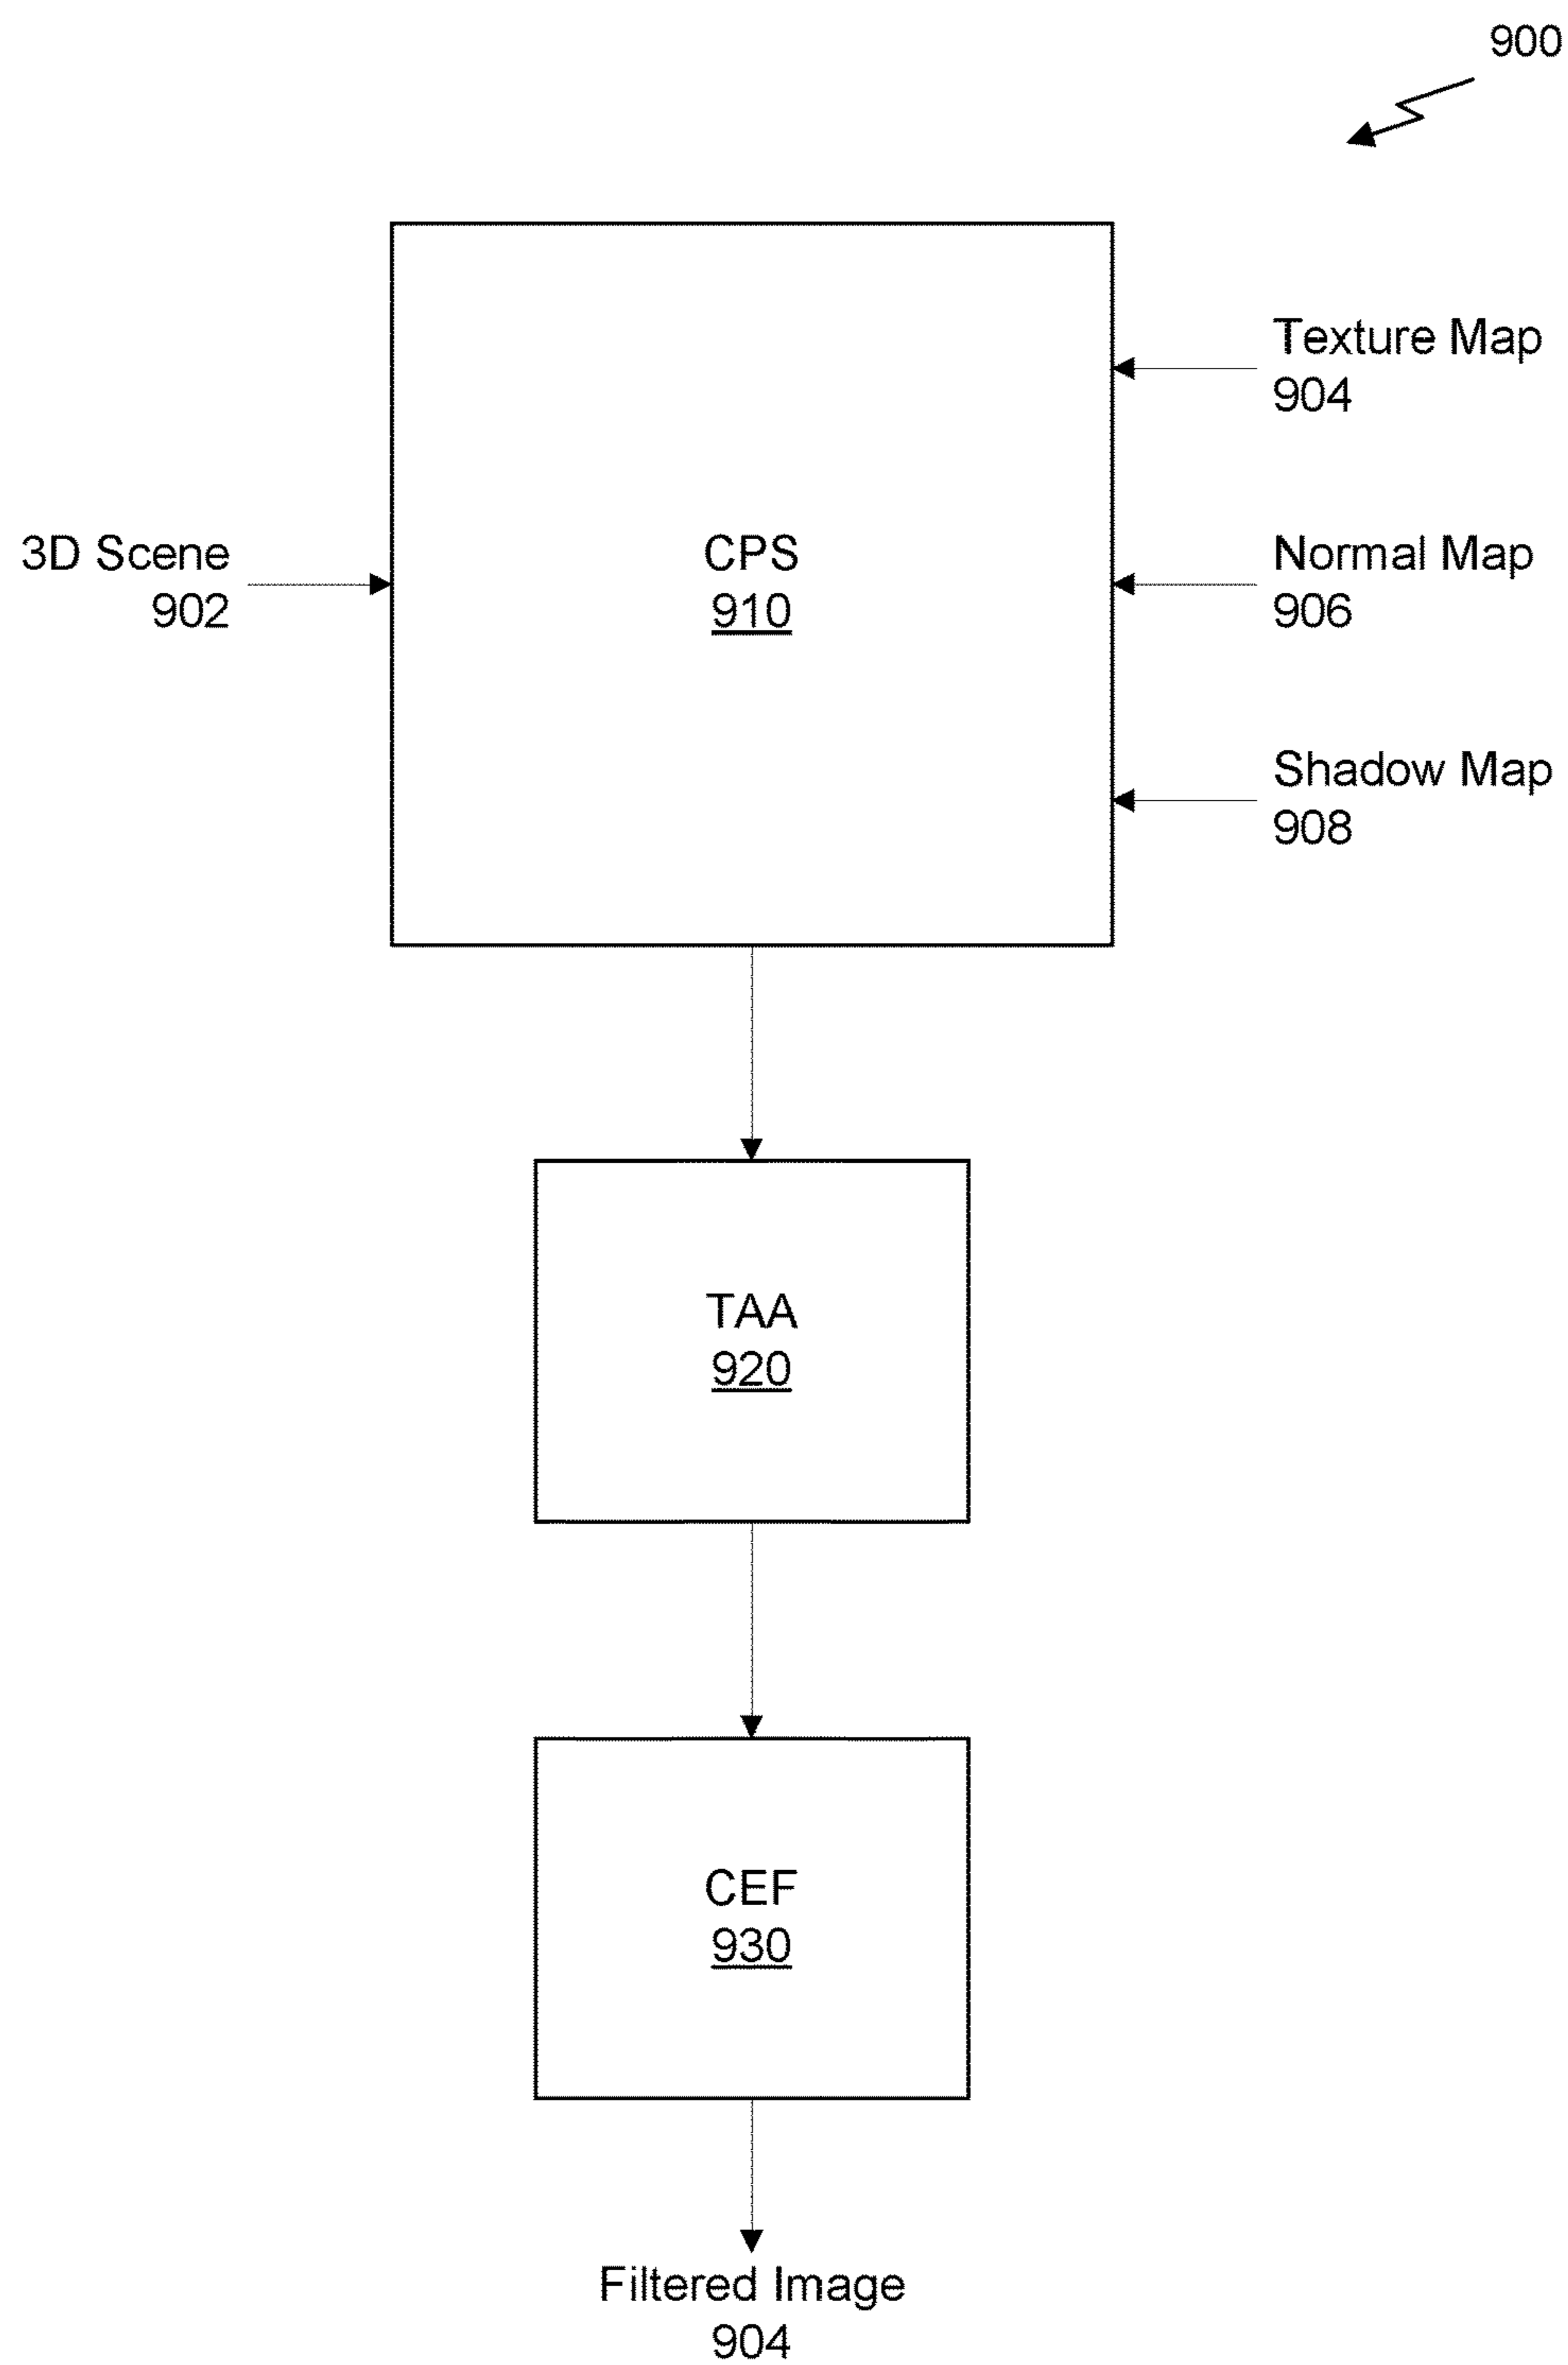 900
Texture Map
904
3D Scene
902
CPS
910
Normal Map
906
Shadow Map
908
TAA
920
CEF
930
Filtered Image
904